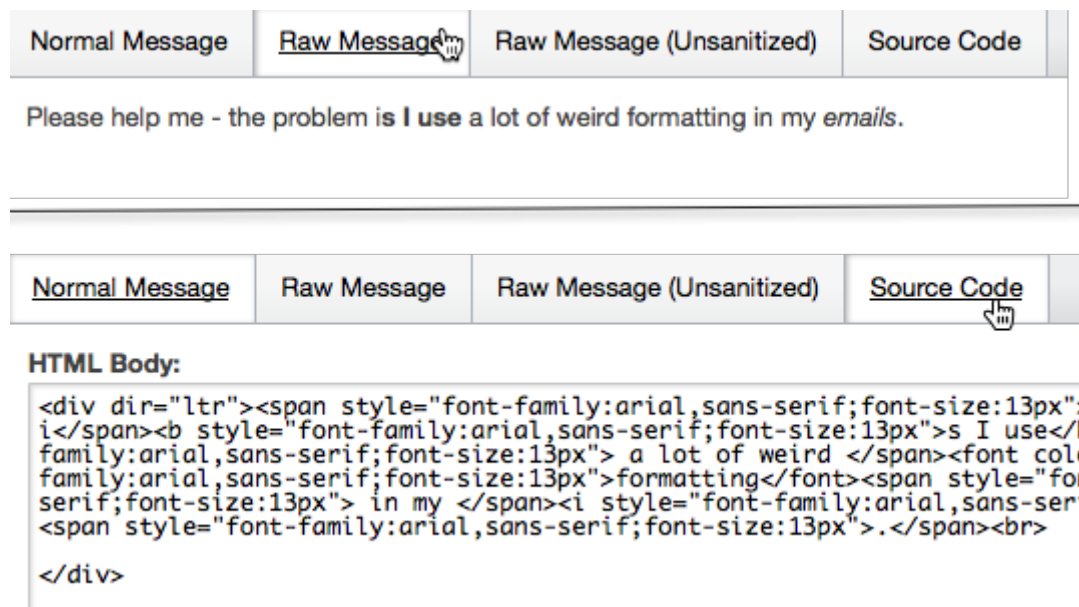 Normal Message Raw Message Raw Message (Unsanitized) Source Code
Please help me - the problem is I use a lot of weird formatting in my emails.
Normal Message Raw Message Raw Message (Unsanitized) Source Code
HTML Body:
<div dir="ltr"><span style="font-family:arial,sans-serif;font-size:13px"
i</span><b style="font-family:arial,sans-serif;font-size:13px">s I use</
family:arial,sans-serif;font-size:13px"> a lot of weird </span><font col
family:arial,sans-serif;font-size:13px">formatting</font><span style="fo
serif;font-size:13px"> in my </span><i style="font-family:arial,sans-ser
<span style="font-family:arial,sans-serif;font-size:13px">.</span><br>
</div>